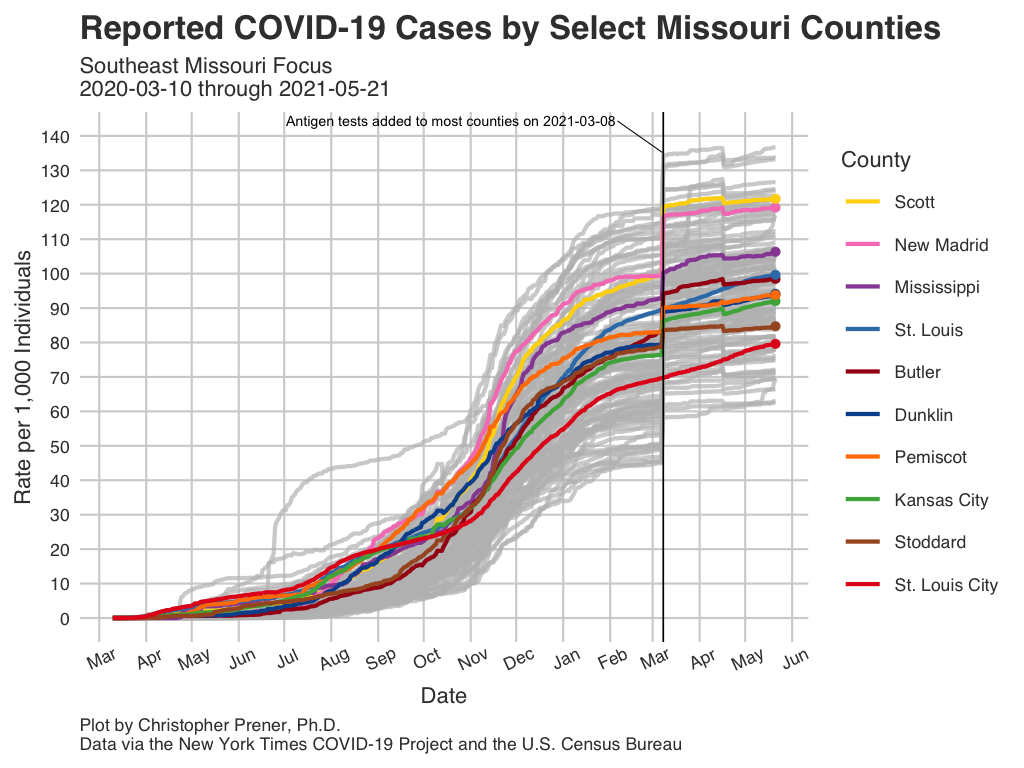 Reported COVID-19 Cases by Select Missouri Counties
Southeast Missouri Focus
2020-03-10 through 2021-05-21
Antigen tests added to most counties on 2021-03-08
Rate per 1,000 Individuals
140
130
120
110
100
90
80
70
60
50
40
30
20
10
0
Mar Apr May Jun Jul Aug Sep Oct Nov Dec Jan Feb Mar Apr May Jun
Date
County
Scott
New Madrid
Mississippi
St. Louis
Butler
Dunklin
Pemiscot
Kansas City
Stoddard
St. Louis City
Plot by Christopher Prener, Ph.D.
Data via the New York Times COVID-19 Project and the U.S. Census Bureau